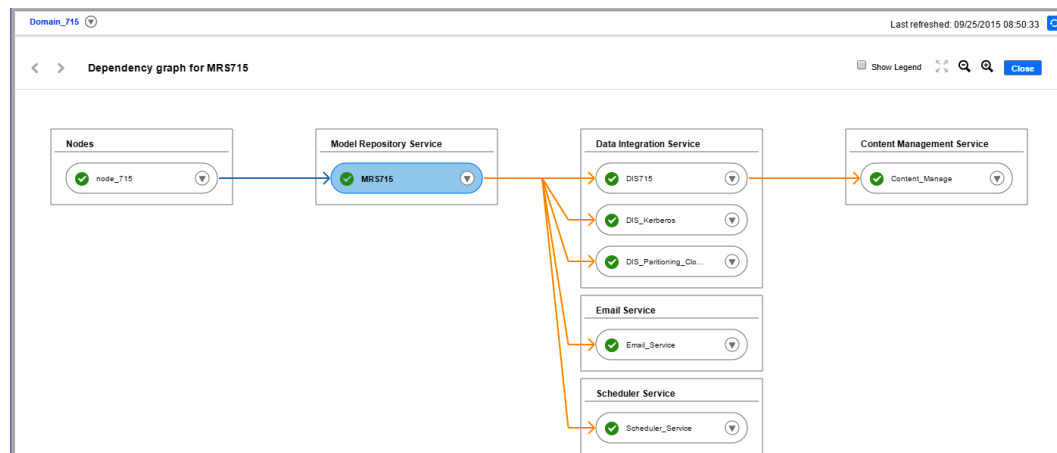 Domain_715
Last refreshed: 09/25/2015 08:50:33
Dependency graph for MRS715
Show Legend
Close
Nodes
Model Repository Service
Data Integration Service
Content Management Service
node_715
MRS715
DIS715
Content_Manage
DIS_Kerberos
DIS_Paritioning_Clo...
Email Service
Email_Service
Scheduler Service
Scheduler_Service